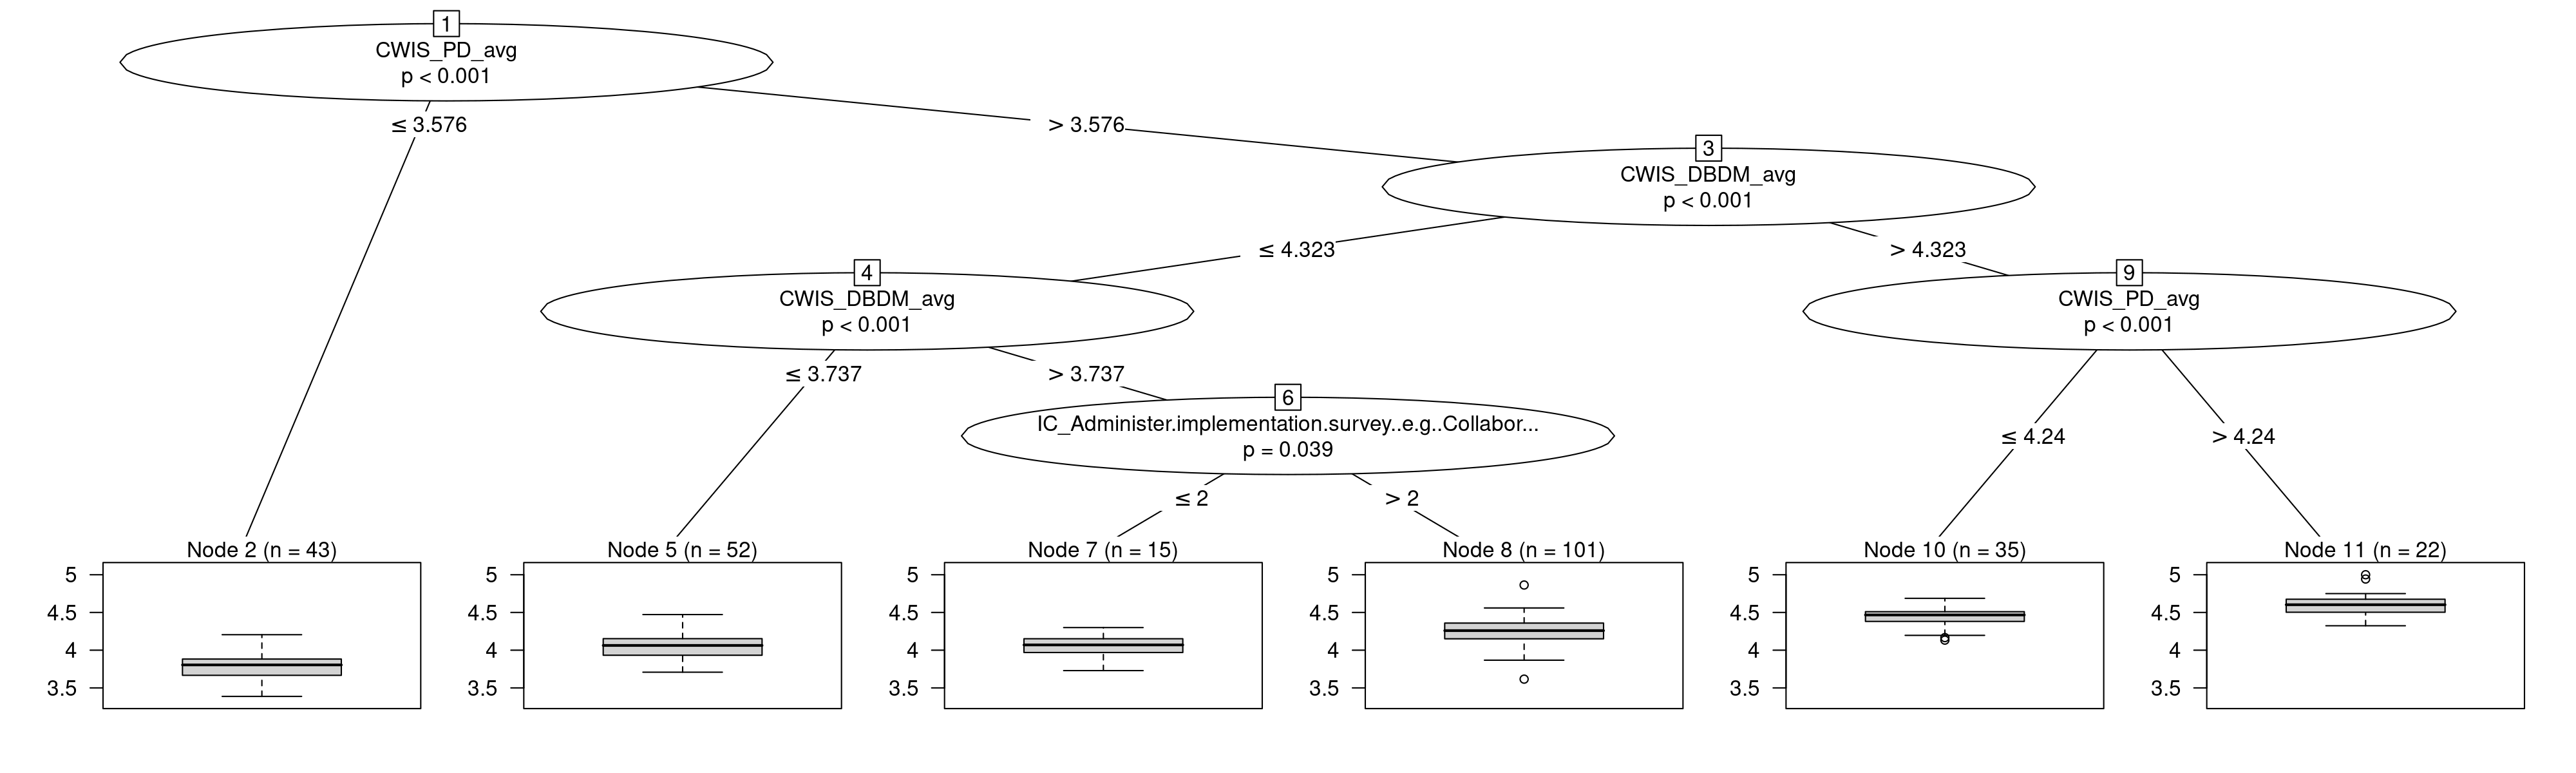 1
CWIS_PD_avg
p < 0.001
≤ 3.576
> 3.576
3
CWIS_DBDM_avg
p < 0.001
≤ 4.323
> 4.323
4
CWIS_DBDM_avg
p < 0.001
9
CWIS_PD_avg
p < 0.001
≤ 3.737
> 3.737
6
IC_Administer.implementation.survey..e.g..Collabor...
p = 0.039
≤ 4.24
> 4.24
≤ 2
> 2
Node 2 (n = 43)
5
4.5
4
3.5
Node 5 (n = 52)
5
4.5
4
3.5
Node 7 (n = 15)
5
4.5
4
3.5
Node 8 (n = 101)
5
4.5
4
3.5
Node 10 (n = 35)
5
4.5
4
3.5
Node 11 (n = 22)
5
4.5
4
3.5